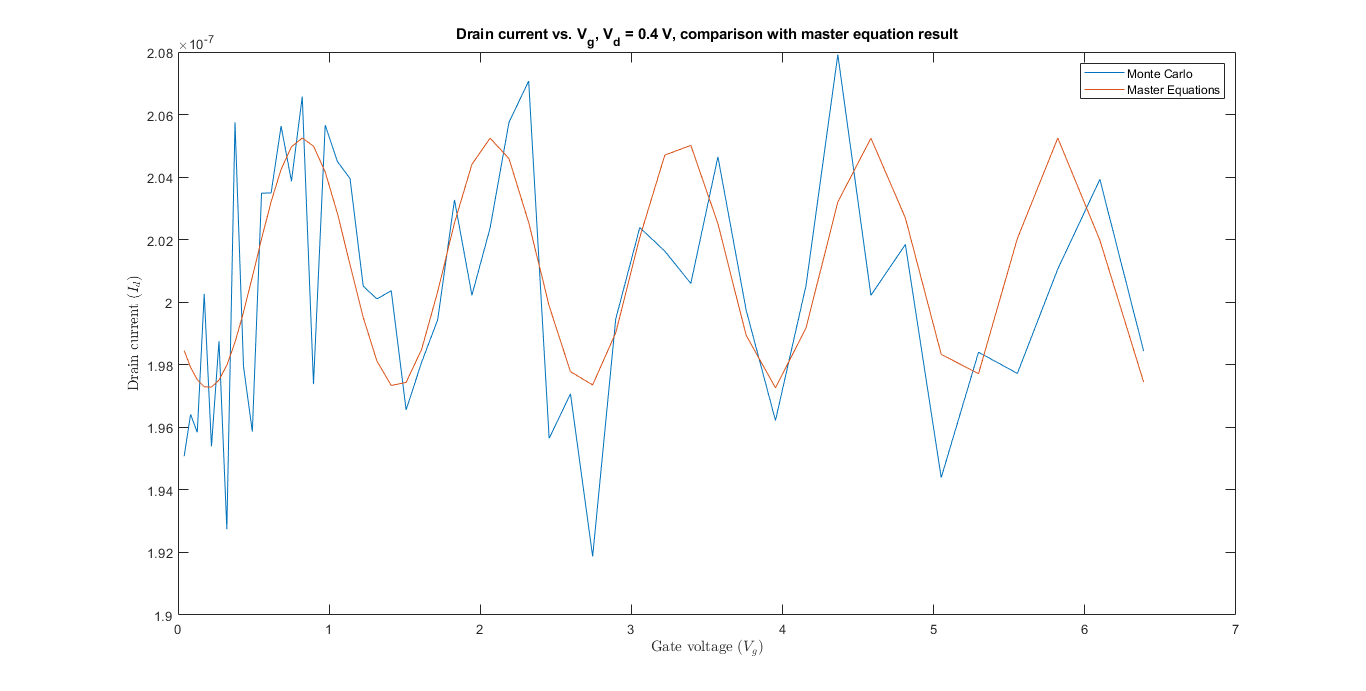 Drain current vs. V_g, V_d = 0.4 V, comparison with master equation result
×10^-7
Monte Carlo
Master Equations
2.08
2.06
2.04
2.02
2
1.98
1.96
1.94
1.92
1.9
Drain current (I_d)
0 1 2 3 4 5 6 7
Gate voltage (V_g)